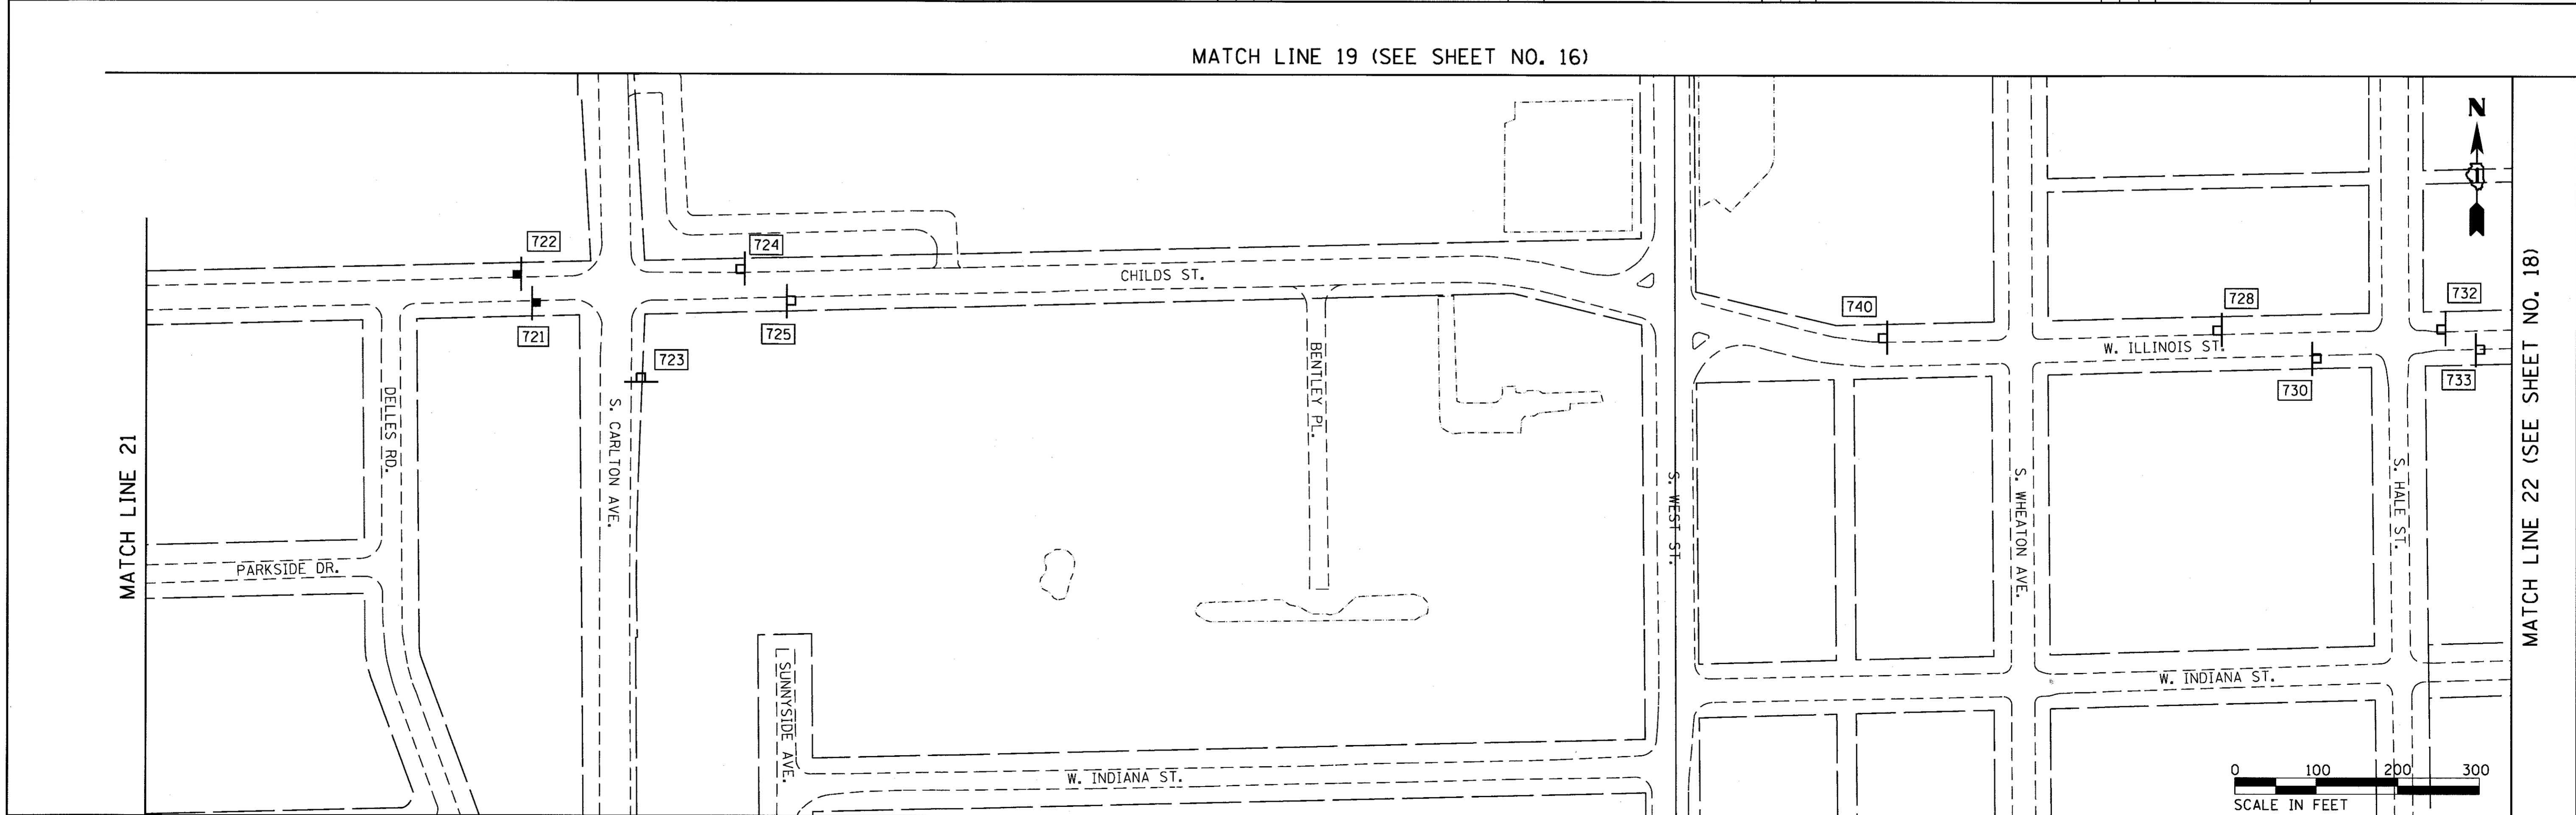 MATCH LINE 19 (SEE SHEET NO. 16)
N
722
724
CHILDS ST.
721
725
723
740
728
732
W. ILLINOIS ST.
730
733
DELLES RD.
S. CARLTON AVE.
BENTLEY PL.
S. WEST ST.
S. WHEATON AVE.
S. HALE ST.
MATCH LINE 21
MATCH LINE 22 (SEE SHEET NO. 18)
PARKSIDE DR.
SUNNYSIDE AVE.
W. INDIANA ST.
W. INDIANA ST.
0 100 200 300
SCALE IN FEET